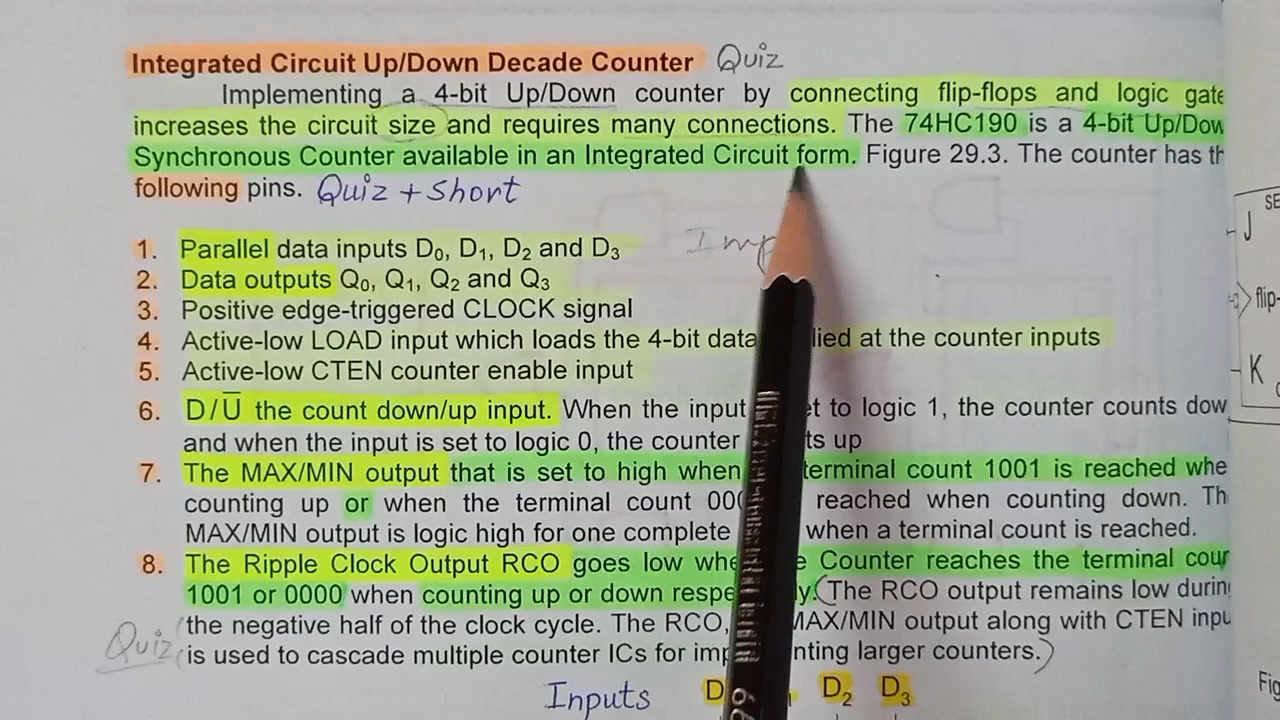 Integrated Circuit Up/Down Decade Counter Quiz
Implementing a 4-bit Up/Down counter by connecting flip-flops and logic gate
increases the circuit size and requires many connections. The 74HC190 is a 4-bit Up/Dow
Synchronous Counter available in an Integrated Circuit form. Figure 29.3. The counter has th
following pins. Quiz + Short
1. Parallel data inputs D₀, D₁, D₂ and D₃ Imp
2. Data outputs Q₀, Q₁, Q₂ and Q₃
3. Positive edge-triggered CLOCK signal
4. Active-low LOAD input which loads the 4-bit data lied at the counter inputs
5. Active-low CTEN counter enable input
6. D/U̅ the count down/up input. When the input et to logic 1, the counter counts dow
and when the input is set to logic 0, the counter ts up
7. The MAX/MIN output that is set to high when terminal count 1001 is reached whe
counting up or when the terminal count 000 reached when counting down. Th
MAX/MIN output is logic high for one complete when a terminal count is reached.
8. The Ripple Clock Output RCO goes low whe e Counter reaches the terminal cour
1001 or 0000 when counting up or down respe ly. (The RCO output remains low durin
Quiz the negative half of the clock cycle. The RCO, MAX/MIN output along with CTEN inpu
is used to cascade multiple counter ICs for imp nting larger counters.)
Inputs D D₂ D₃
SE
J
flip-
K
Fig